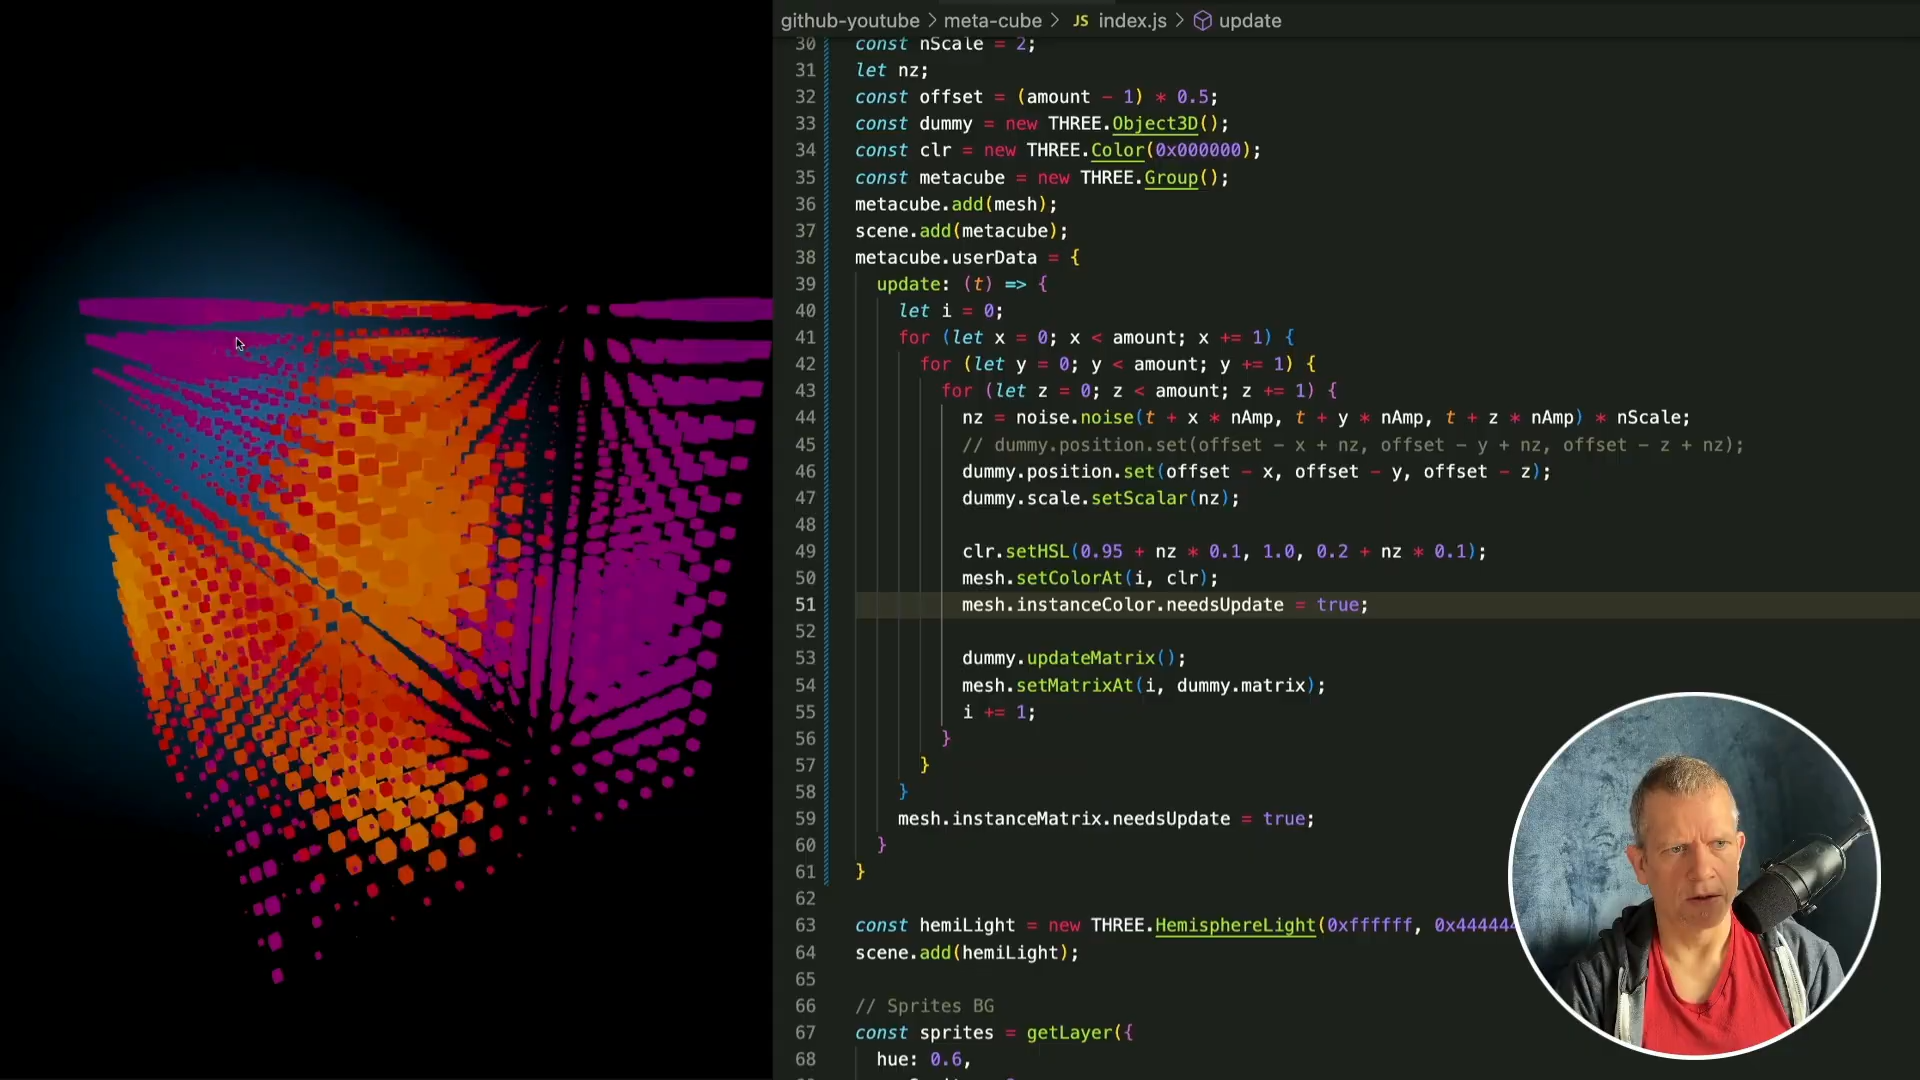 github-youtube > meta-cube > JS index.js > update
30 const nScale = 2;
31 let nz;
32 const offset = (amount - 1) * 0.5;
33 const dummy = new THREE.Object3D();
34 const clr = new THREE.Color(0x000000);
35 const metacube = new THREE.Group();
36 metacube.add(mesh);
37 scene.add(metacube);
38 metacube.userData = {
39 update: (t) => {
40 let i = 0;
41 for (let x = 0; x < amount; x += 1) {
42 for (let y = 0; y < amount; y += 1) {
43 for (let z = 0; z < amount; z += 1) {
44 nz = noise.noise(t + x * nAmp, t + y * nAmp, t + z * nAmp) * nScale;
45 // dummy.position.set(offset - x + nz, offset - y + nz, offset - z + nz);
46 dummy.position.set(offset - x, offset - y, offset - z);
47 dummy.scale.setScalar(nz);
48
49 clr.setHSL(0.95 + nz * 0.1, 1.0, 0.2 + nz * 0.1);
50 mesh.setColorAt(i, clr);
51 mesh.instanceColor.needsUpdate = true;
52
53 dummy.updateMatrix();
54 mesh.setMatrixAt(i, dummy.matrix);
55 i += 1;
56 }
57 }
58 }
59 mesh.instanceMatrix.needsUpdate = true;
60 }
61 }
62
63 const hemiLight = new THREE.HemisphereLight(0xffffff, 0x44444
64 scene.add(hemiLight);
65
66 // Sprites BG
67 const sprites = getLayer({
68 hue: 0.6,